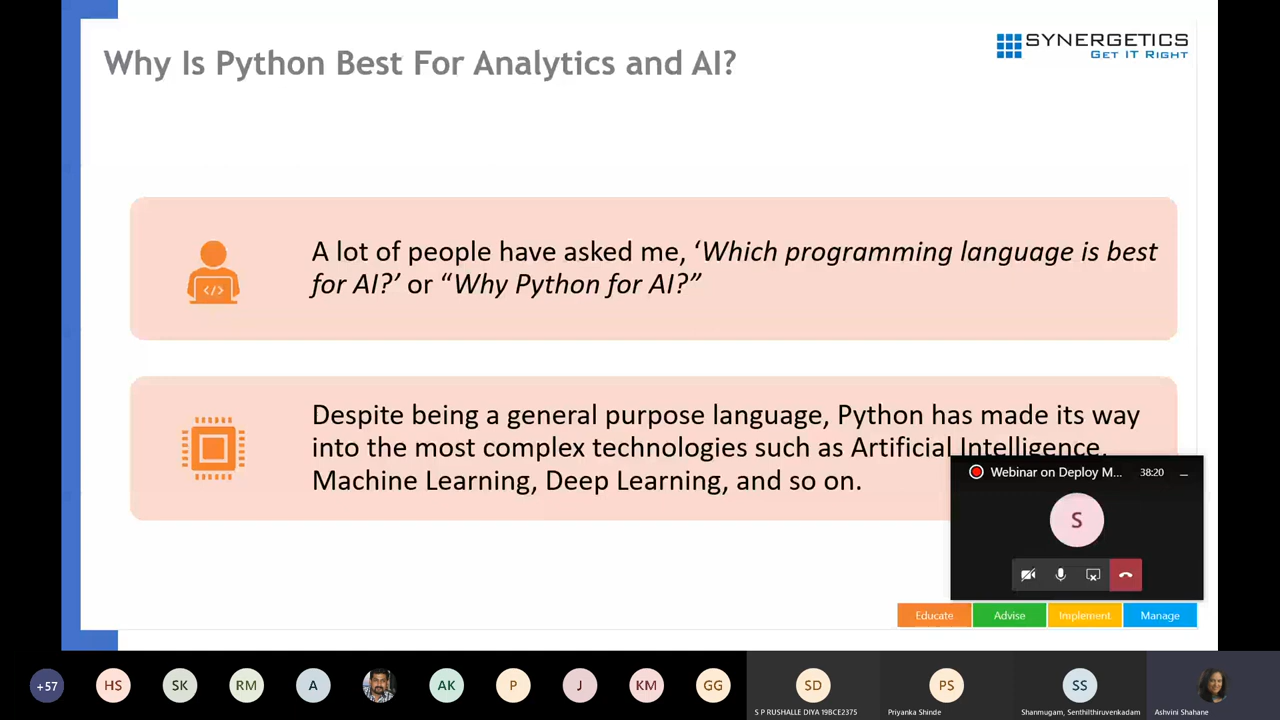 Why Is Python Best For Analytics and AI?
SYNERGETICS
Get IT Right
A lot of people have asked me, ‘Which programming language is best
for AI?’ or “Why Python for AI?”
</>
Despite being a general purpose language, Python has made its way
into the most complex technologies such as Artificial Intelligence,
Machine Learning, Deep Learning, and so on.
Webinar on Deploy M... 38:20
S
Educate Advise Implement Manage
+57 HS SK RM A AK P J KM GG SD PS SS
S P RUSHALLE DIYA 19BCE2375 Priyanka Shinde Shanmugam, Senthilthiruvenkadam Ashvini Shahane